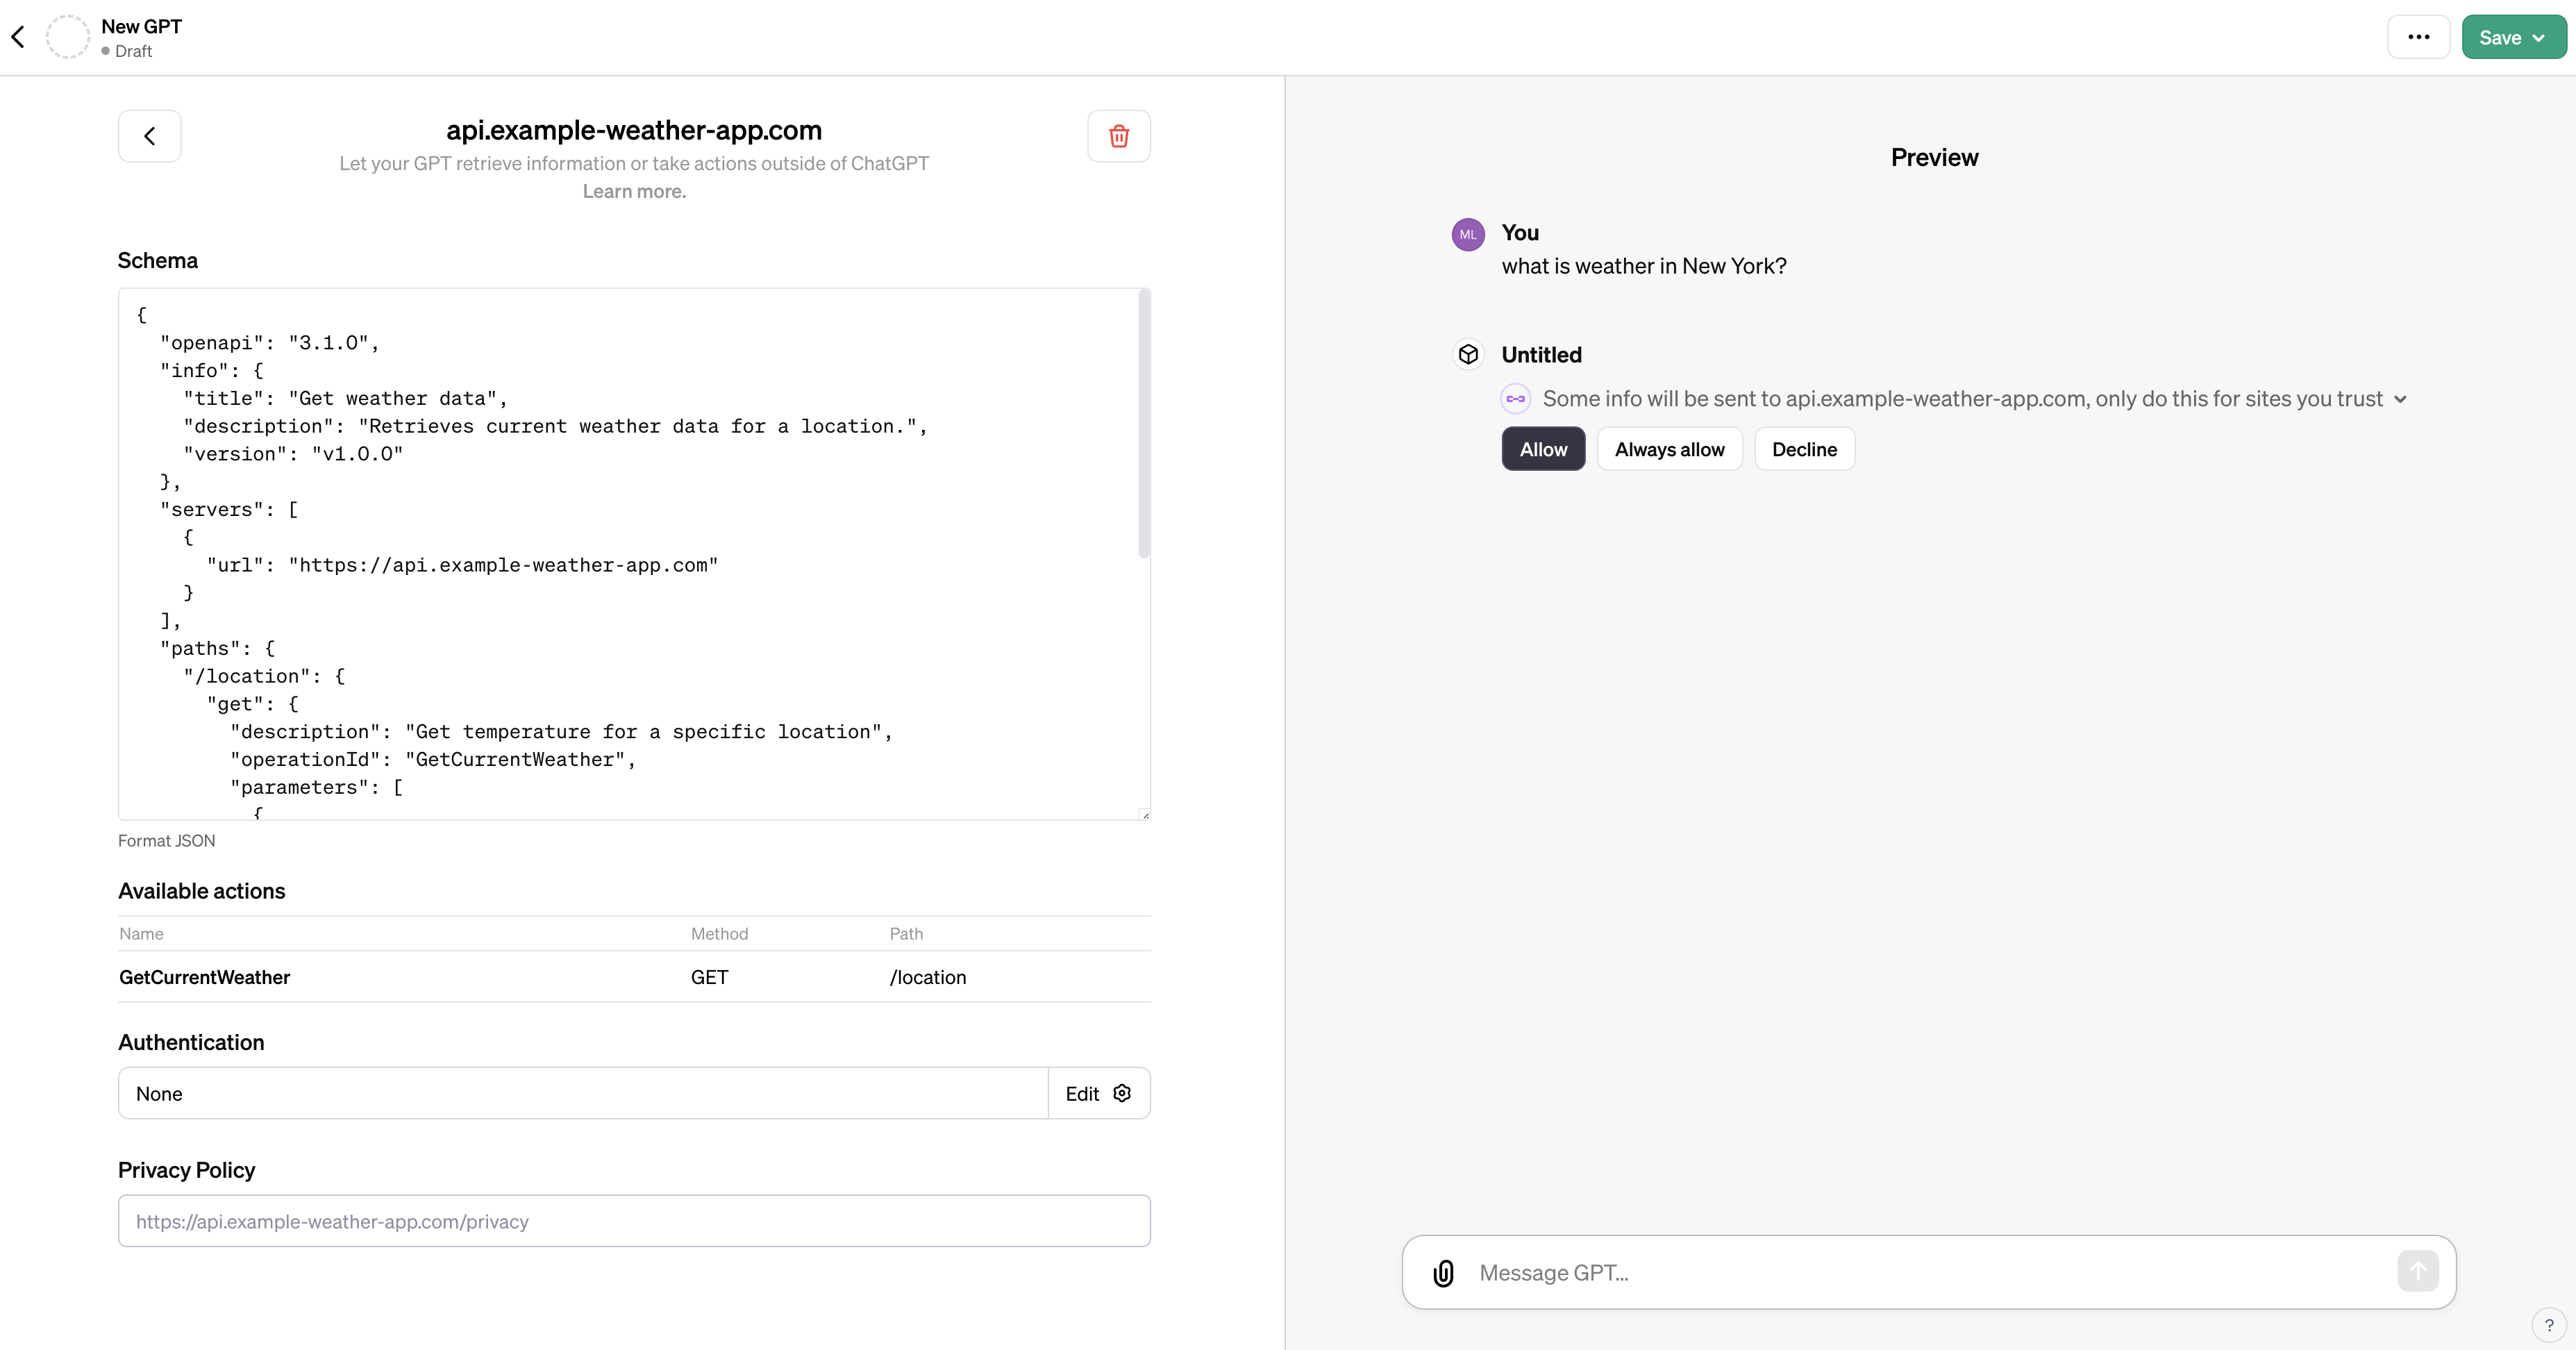 New GPT
Draft
Save
api.example-weather-app.com
Let your GPT retrieve information or take actions outside of ChatGPT
Learn more.
Schema
{
  "openapi": "3.1.0",
  "info": {
    "title": "Get weather data",
    "description": "Retrieves current weather data for a location.",
    "version": "v1.0.0"
  },
  "servers": [
    {
      "url": "https://api.example-weather-app.com"
    }
  ],
  "paths": {
    "/location": {
      "get": {
        "description": "Get temperature for a specific location",
        "operationId": "GetCurrentWeather",
        "parameters": [
          {
Format JSON
Available actions
Name Method Path
GetCurrentWeather GET /location
Authentication
None Edit
Privacy Policy
https://api.example-weather-app.com/privacy
Preview
ML You
what is weather in New York?
Untitled
Some info will be sent to api.example-weather-app.com, only do this for sites you trust
Allow Always allow Decline
Message GPT...
?